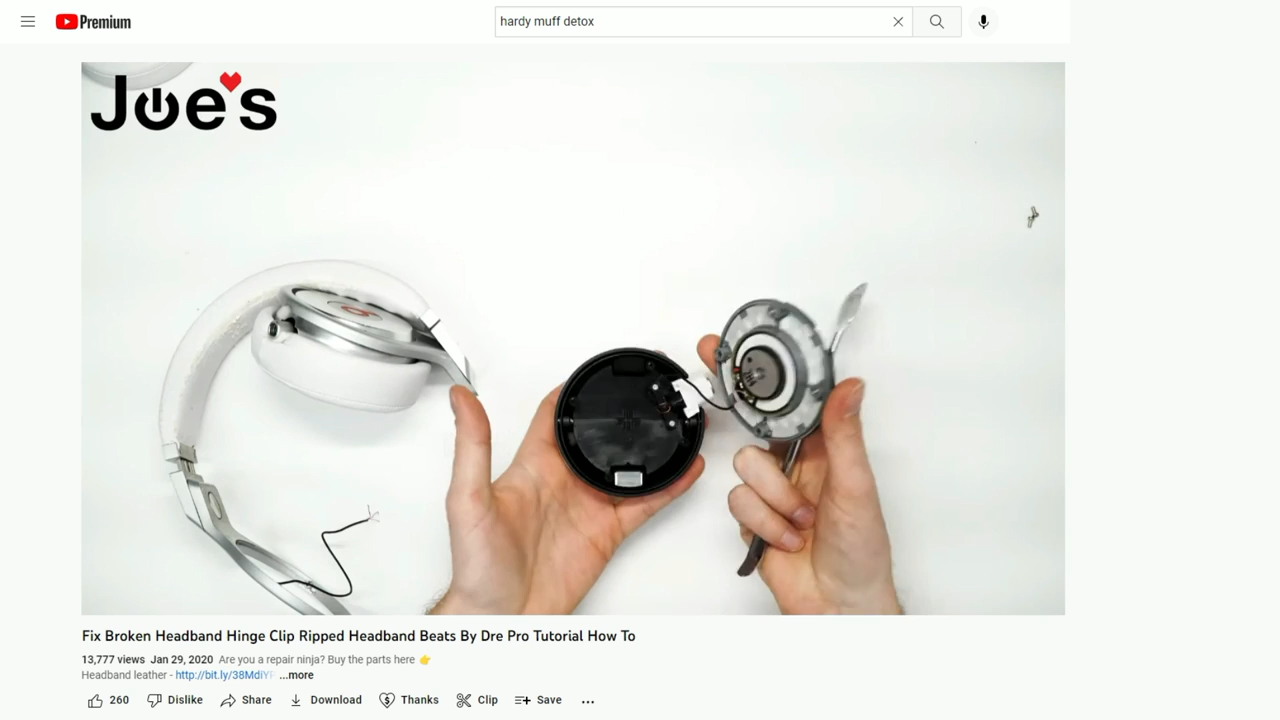 Premium
hardy muff detox
Joe's
Fix Broken Headband Hinge Clip Ripped Headband Beats By Dre Pro Tutorial How To
13,777 views Jan 29, 2020 Are you a repair ninja? Buy the parts here 👉
Headband leather - http://bit.ly/38MdiYF ...more
260 Dislike Share Download Thanks Clip Save